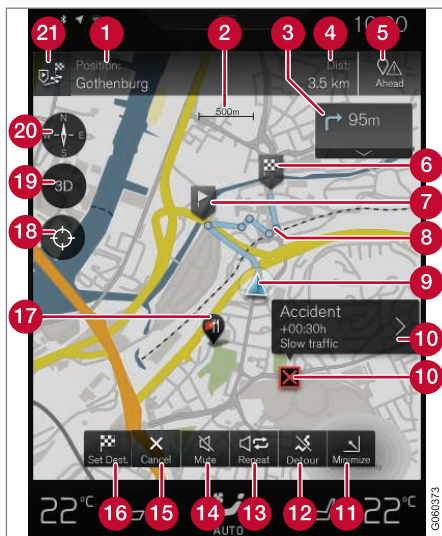 21
1
2
3
4
5
Position:
Gothenburg
Dist:
3.5 km
Ahead
500m
95m
6
7
8
9
N
W
E
S
20
3D
19
18
17
Accident
+00:30h
Slow traffic
10
10
Set Dest.
Cancel
Mute
Repeat
Detour
Minimize
16
15
14
13
12
11
22°C
AUTO
22°C
G060373